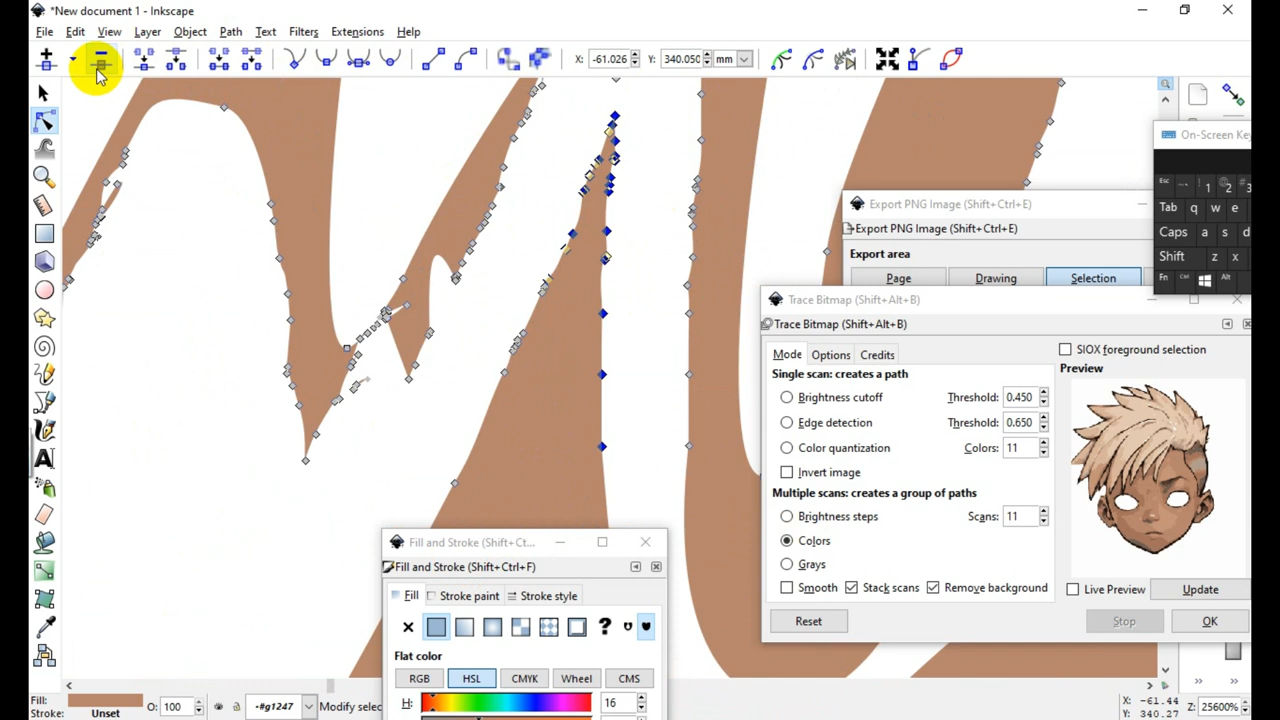 *New document 1 - Inkscape
File Edit View Layer Object Path Text Filters Extensions Help
X: -61.026 Y: 340.050 mm
On-Screen Key
Esc 1 2 3
Tab q w e
Caps a s d
Shift z x
Fn Ctrl Alt
Export PNG Image (Shift+Ctrl+E)
Export PNG Image (Shift+Ctrl+E)
Export area
Page Drawing Selection
Trace Bitmap (Shift+Alt+B)
Trace Bitmap (Shift+Alt+B)
Mode Options Credits
SIOX foreground selection
Single scan: creates a path
Preview
Brightness cutoff Threshold: 0.450
Edge detection Threshold: 0.650
Color quantization Colors: 11
Invert image
Multiple scans: creates a group of paths
Brightness steps Scans: 11
Colors
Grays
Smooth Stack scans Remove background
Live Preview Update
Reset Stop OK
Fill and Stroke (Shift+Ct...
Fill and Stroke (Shift+Ctrl+F)
Fill Stroke paint Stroke style
Flat color
RGB HSL CMYK Wheel CMS
H: 16
Fill:
Stroke: Unset
O: 100
-#g1247 Modify selec
X: -61.44
Y: 340.27
Z: 25600%